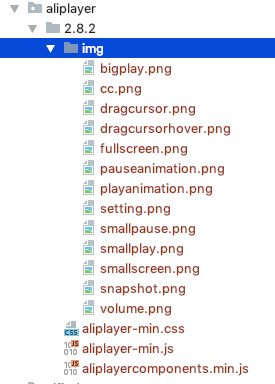 aliplayer
2.8.2
img
bigplay.png
cc.png
dragcursor.png
dragcursorhover.png
fullscreen.png
pauseanimation.png
playanimation.png
setting.png
smallpause.png
smallplay.png
smallscreen.png
snapshot.png
volume.png
aliplayer-min.css
aliplayer-min.js
aliplayercomponents.min.js